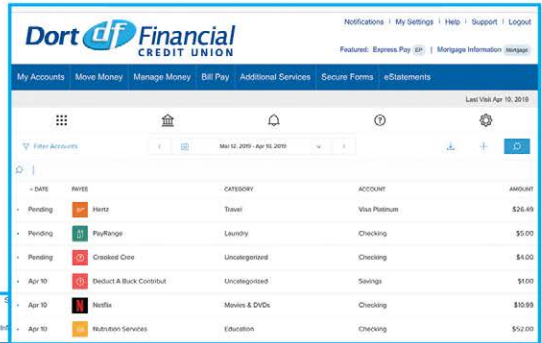 Notifications | My Settings | Help | Support | Logout
Dort df Financial
CREDIT UNION
Featured: Express Pay EP | Mortgage Information Mortgage
My Accounts Move Money Manage Money Bill Pay Additional Services Secure Forms eStatements
Last Visit Apr 10, 2019
Filter Accounts Mar 12, 2019 - Apr 10, 2019
DATE PAYEE CATEGORY ACCOUNT AMOUNT
Pending Hertz Travel Visa Platinum $26.49
Pending PayRange Laundry Checking $5.00
Pending Crooked Cree Uncategorized Checking $4.00
Apr 10 Deduct A Buck Contribut Uncategorized Savings $1.00
Apr 10 N Netflix Movies & DVDs Checking $10.99
Apr 10 Nutrution Services Education Checking $52.00